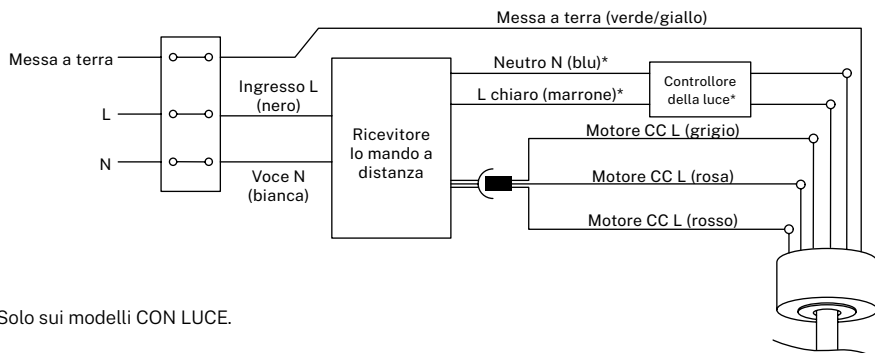 Messa a terra (verde/giallo)
Messa a terra
Neutro N (blu)*
Controllore
della luce*
Ingresso L
(nero)
L chiaro (marrone)*
L
Ricevitore
lo mando a
distanza
Motore CC L (grigio)
N
Voce N
(bianca)
Motore CC L (rosa)
Motore CC L (rosso)
Solo sui modelli CON LUCE.